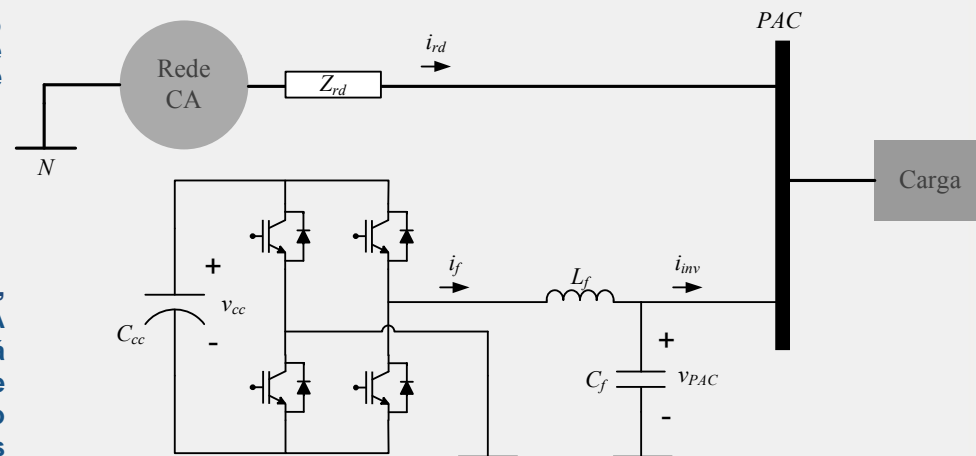 PAC
i_rd
Rede
CA
Z_rd
N
Carga
i_f
L_f
i_inv
+
v_cc
-
C_cc
+
C_f
v_PAC
-